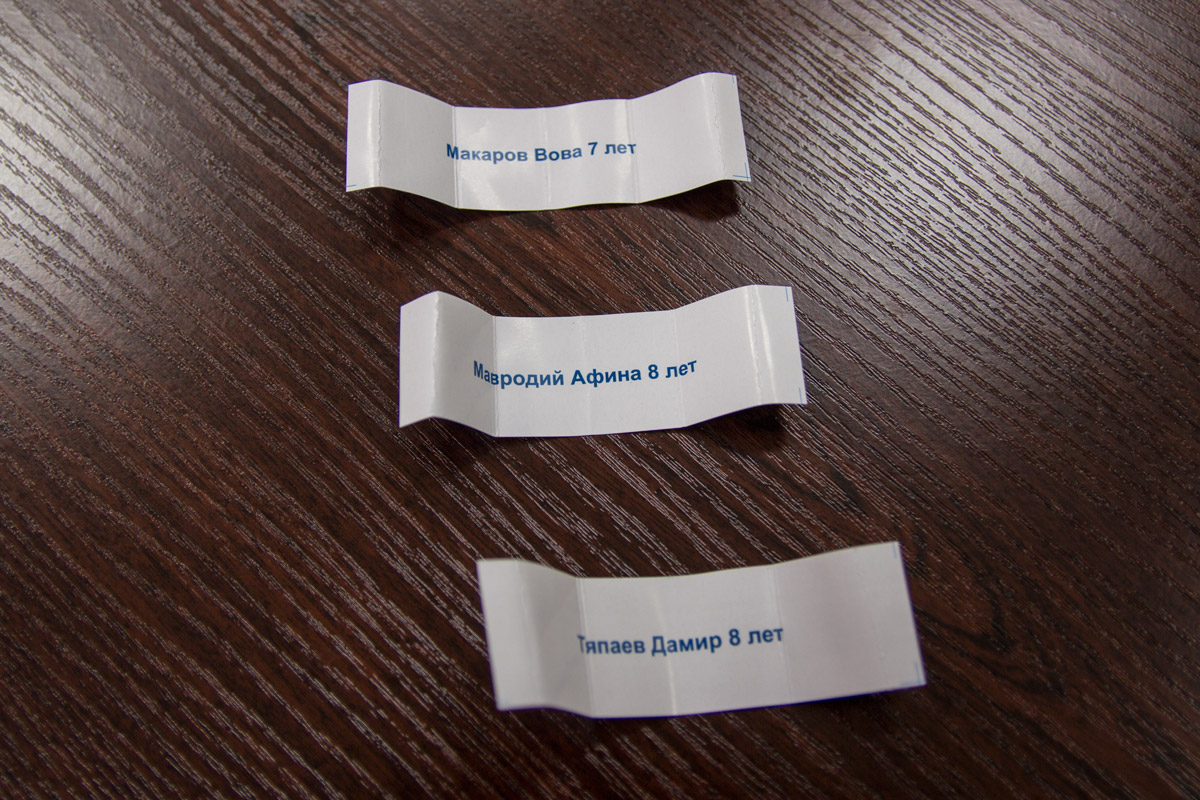 Макаров Вова 7 лет
Мавродий Афина 8 лет
Тяпаев Дамир 8 лет